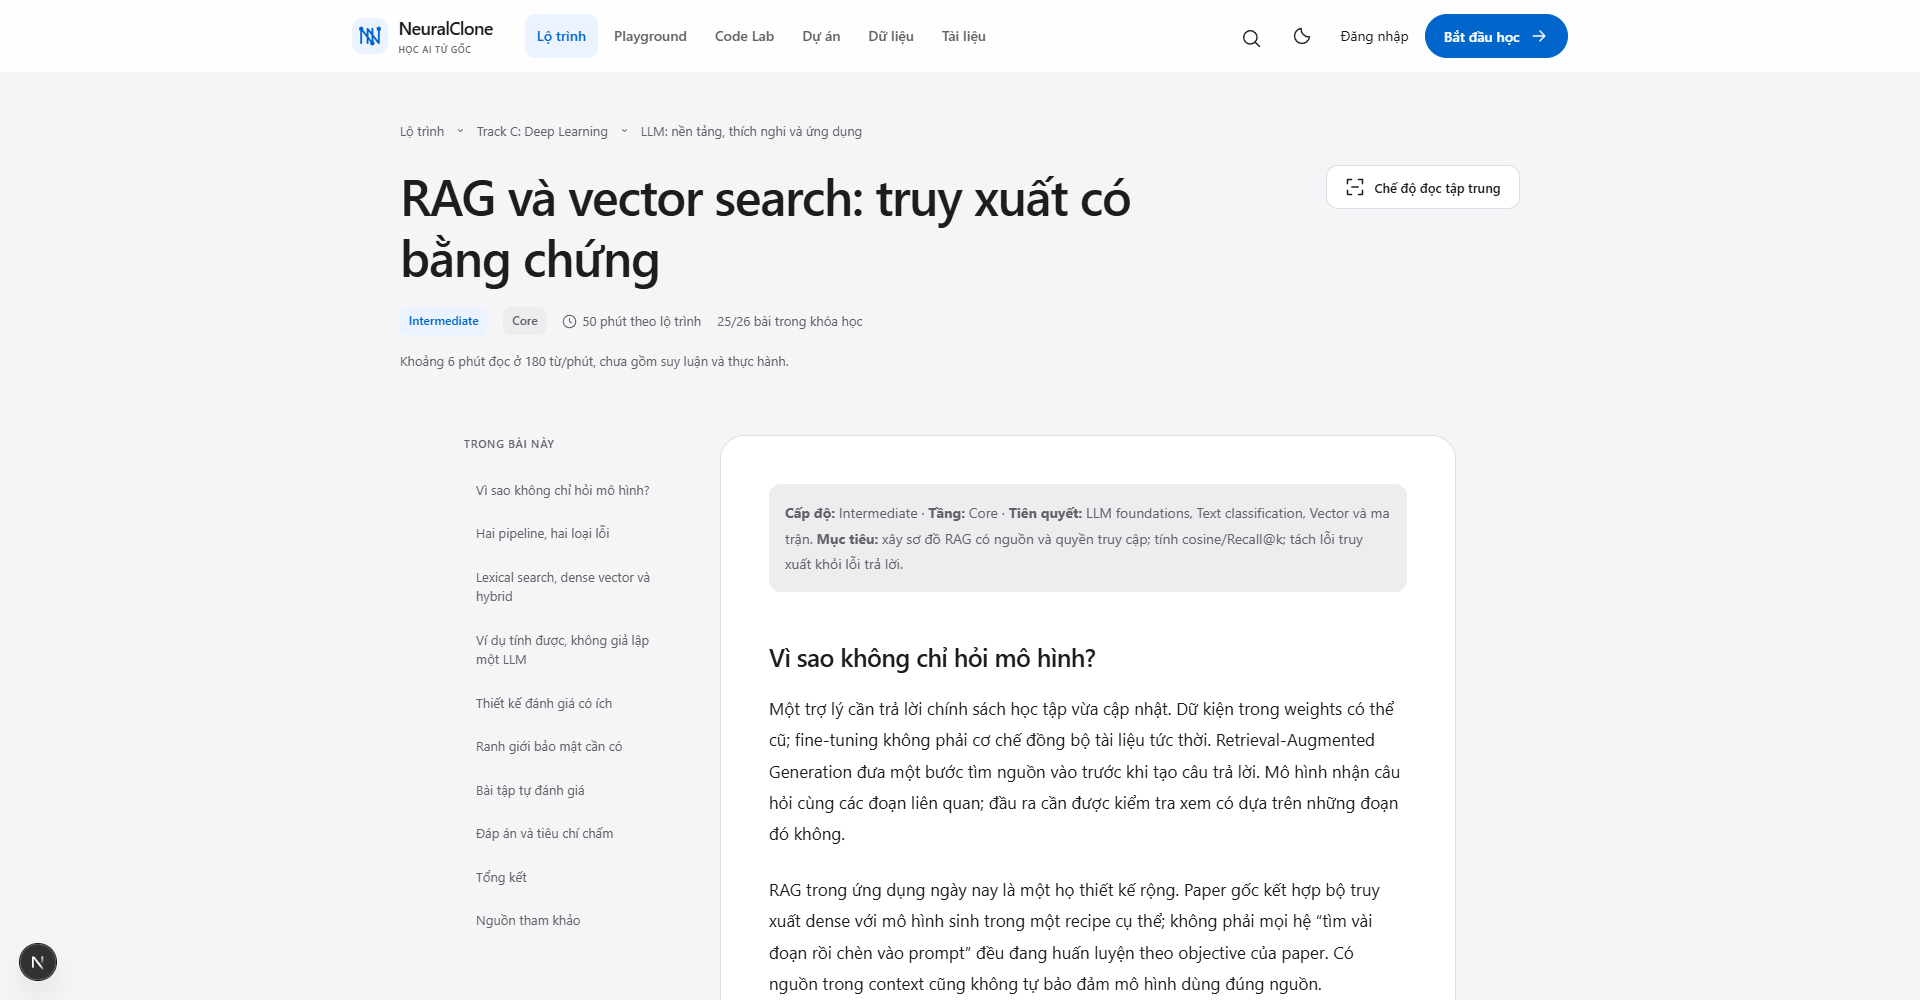 NeuralClone
HỌC AI TỪ GỐC
Lộ trình
Playground
Code Lab
Dự án
Dữ liệu
Tài liệu
Đăng nhập
Bắt đầu học
Lộ trình
Track C: Deep Learning
LLM: nền tảng, thích nghi và ứng dụng
RAG và vector search: truy xuất có
bằng chứng
Chế độ đọc tập trung
Intermediate
Core
50 phút theo lộ trình
25/26 bài trong khóa học
Khoảng 6 phút đọc ở 180 từ/phút, chưa gồm suy luận và thực hành.
TRONG BÀI NÀY
Vì sao không chỉ hỏi mô hình?
Hai pipeline, hai loại lỗi
Lexical search, dense vector và
hybrid
Ví dụ tính được, không giả lập
một LLM
Thiết kế đánh giá có ích
Ranh giới bảo mật cần có
Bài tập tự đánh giá
Đáp án và tiêu chí chấm
Tổng kết
Nguồn tham khảo
Cấp độ: Intermediate · Tầng: Core · Tiên quyết: LLM foundations, Text classification, Vector và ma
trận. Mục tiêu: xây sơ đồ RAG có nguồn và quyền truy cập; tính cosine/Recall@k; tách lỗi truy
xuất khỏi lỗi trả lời.
Vì sao không chỉ hỏi mô hình?
Một trợ lý cần trả lời chính sách học tập vừa cập nhật. Dữ kiện trong weights có thể
cũ; fine-tuning không phải cơ chế đồng bộ tài liệu tức thời. Retrieval-Augmented
Generation đưa một bước tìm nguồn vào trước khi tạo câu trả lời. Mô hình nhận câu
hỏi cùng các đoạn liên quan; đầu ra cần được kiểm tra xem có dựa trên những đoạn
đó không.
RAG trong ứng dụng ngày nay là một họ thiết kế rộng. Paper gốc kết hợp bộ truy
xuất dense với mô hình sinh trong một recipe cụ thể; không phải mọi hệ “tìm vài
đoạn rồi chèn vào prompt” đều đang huấn luyện theo objective của paper. Có
nguồn trong context cũng không tự bảo đảm mô hình dùng đúng nguồn.
N